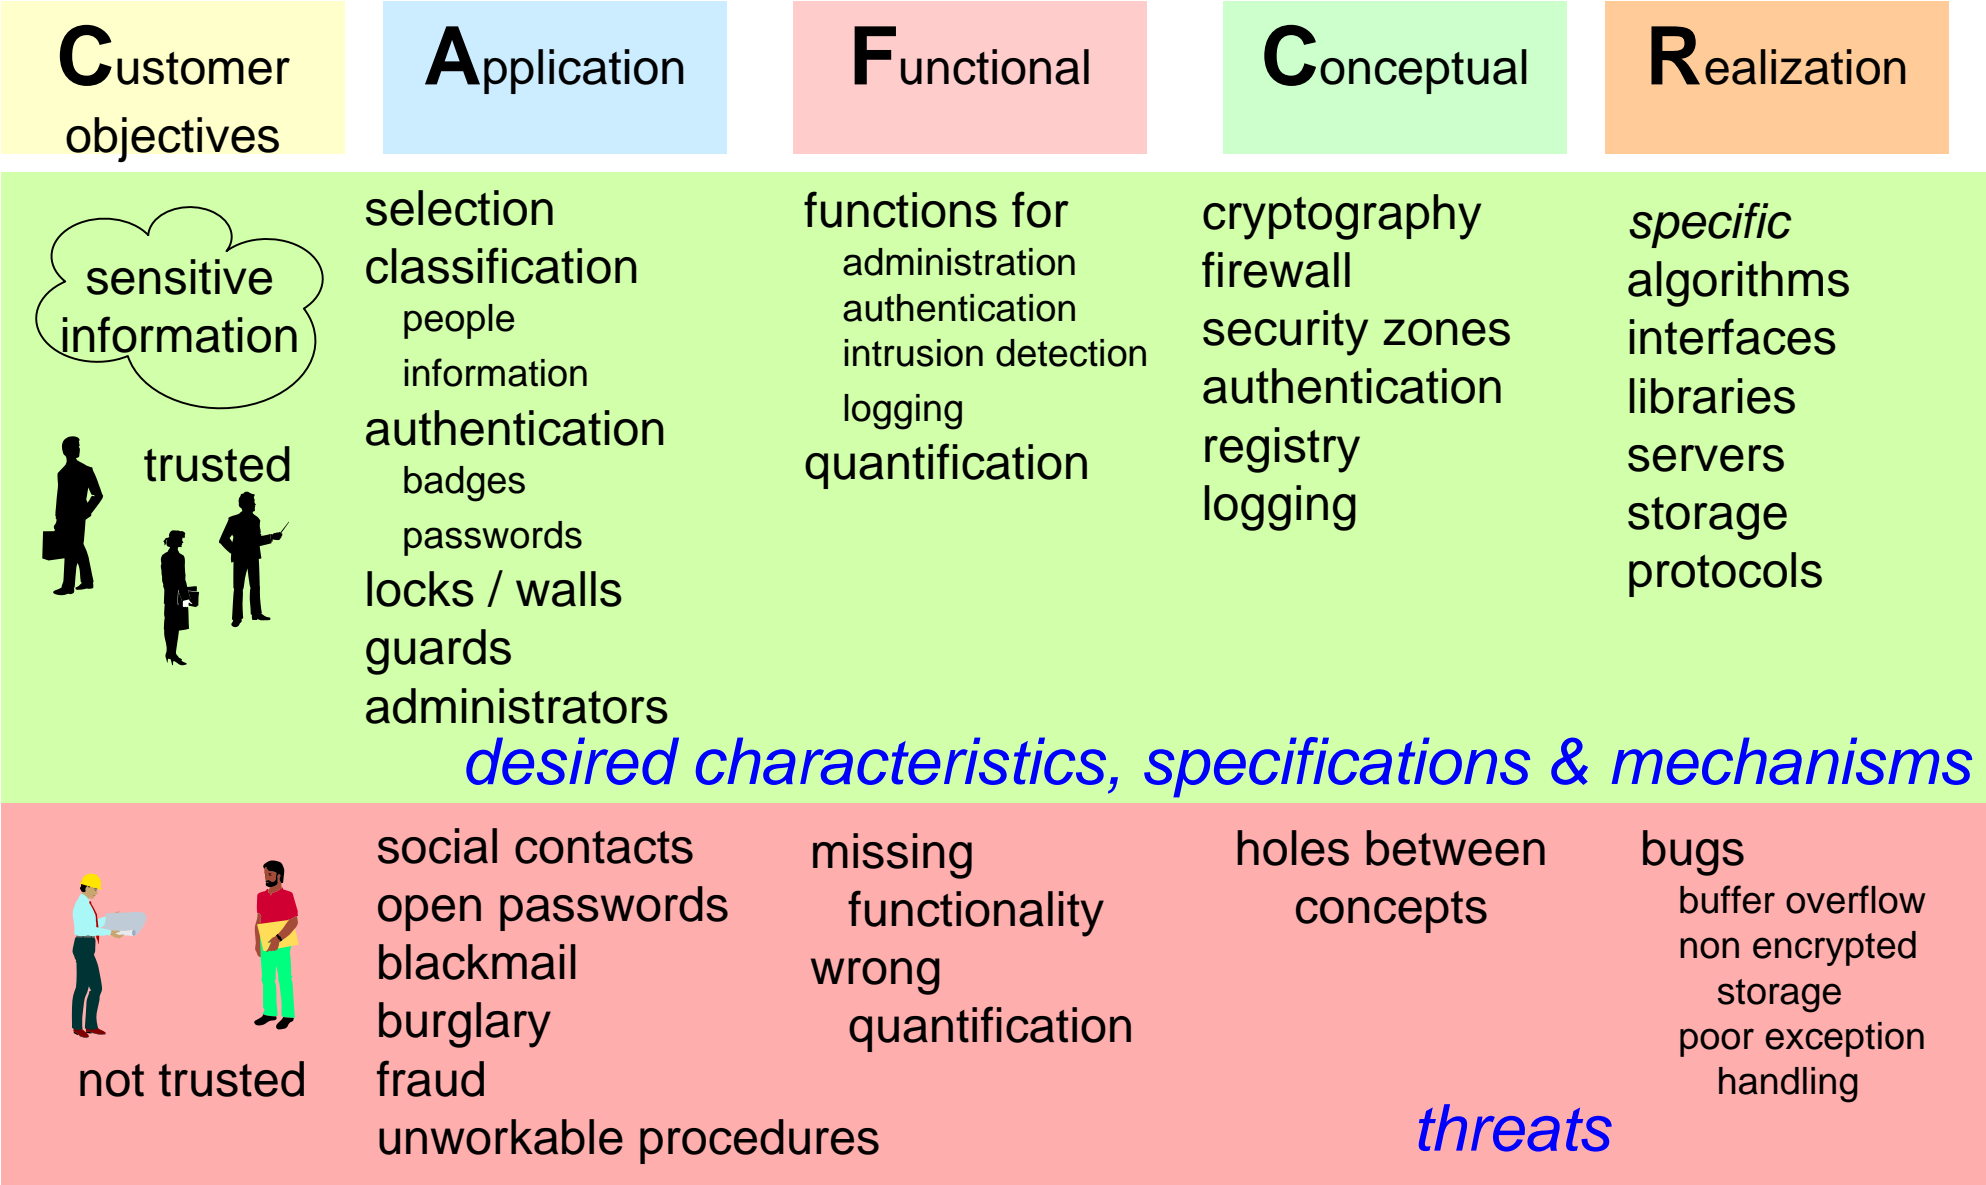 Customer
objectives
Application
Functional
Conceptual
Realization
sensitive
information
trusted
selection
classification
people
information
authentication
badges
passwords
locks / walls
guards
administrators
functions for
administration
authentication
intrusion detection
logging
quantification
cryptography
firewall
security zones
authentication
registry
logging
specific
algorithms
interfaces
libraries
servers
storage
protocols
desired characteristics, specifications & mechanisms
not trusted
social contacts
open passwords
blackmail
burglary
fraud
unworkable procedures
missing
functionality
wrong
quantification
holes between
concepts
bugs
buffer overflow
non encrypted
storage
poor exception
handling
threats